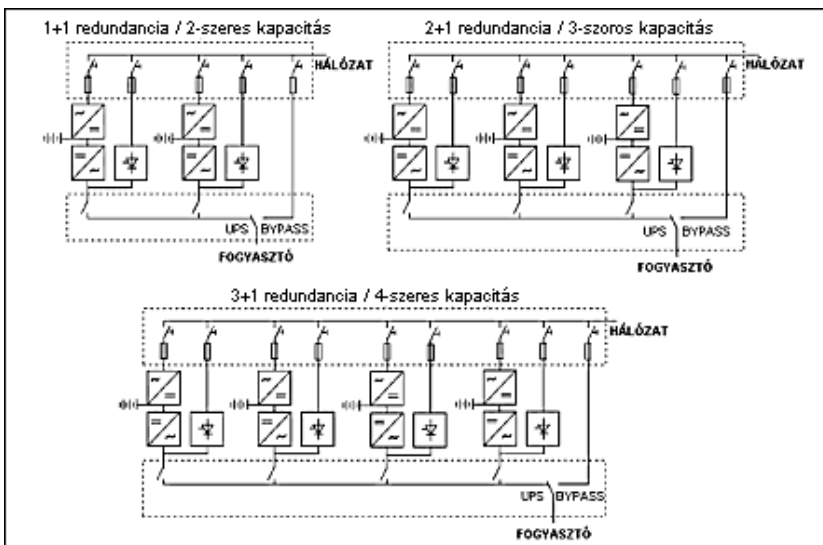 1+1 redundancia / 2-szeres kapacitás
HÁLÓZAT
UPS BYPASS
FOGYASZTÓ
2+1 redundancia / 3-szoros kapacitás
HÁLÓZAT
UPS BYPASS
FOGYASZTÓ
3+1 redundancia / 4-szeres kapacitás
HÁLÓZAT
UPS BYPASS
FOGYASZTÓ